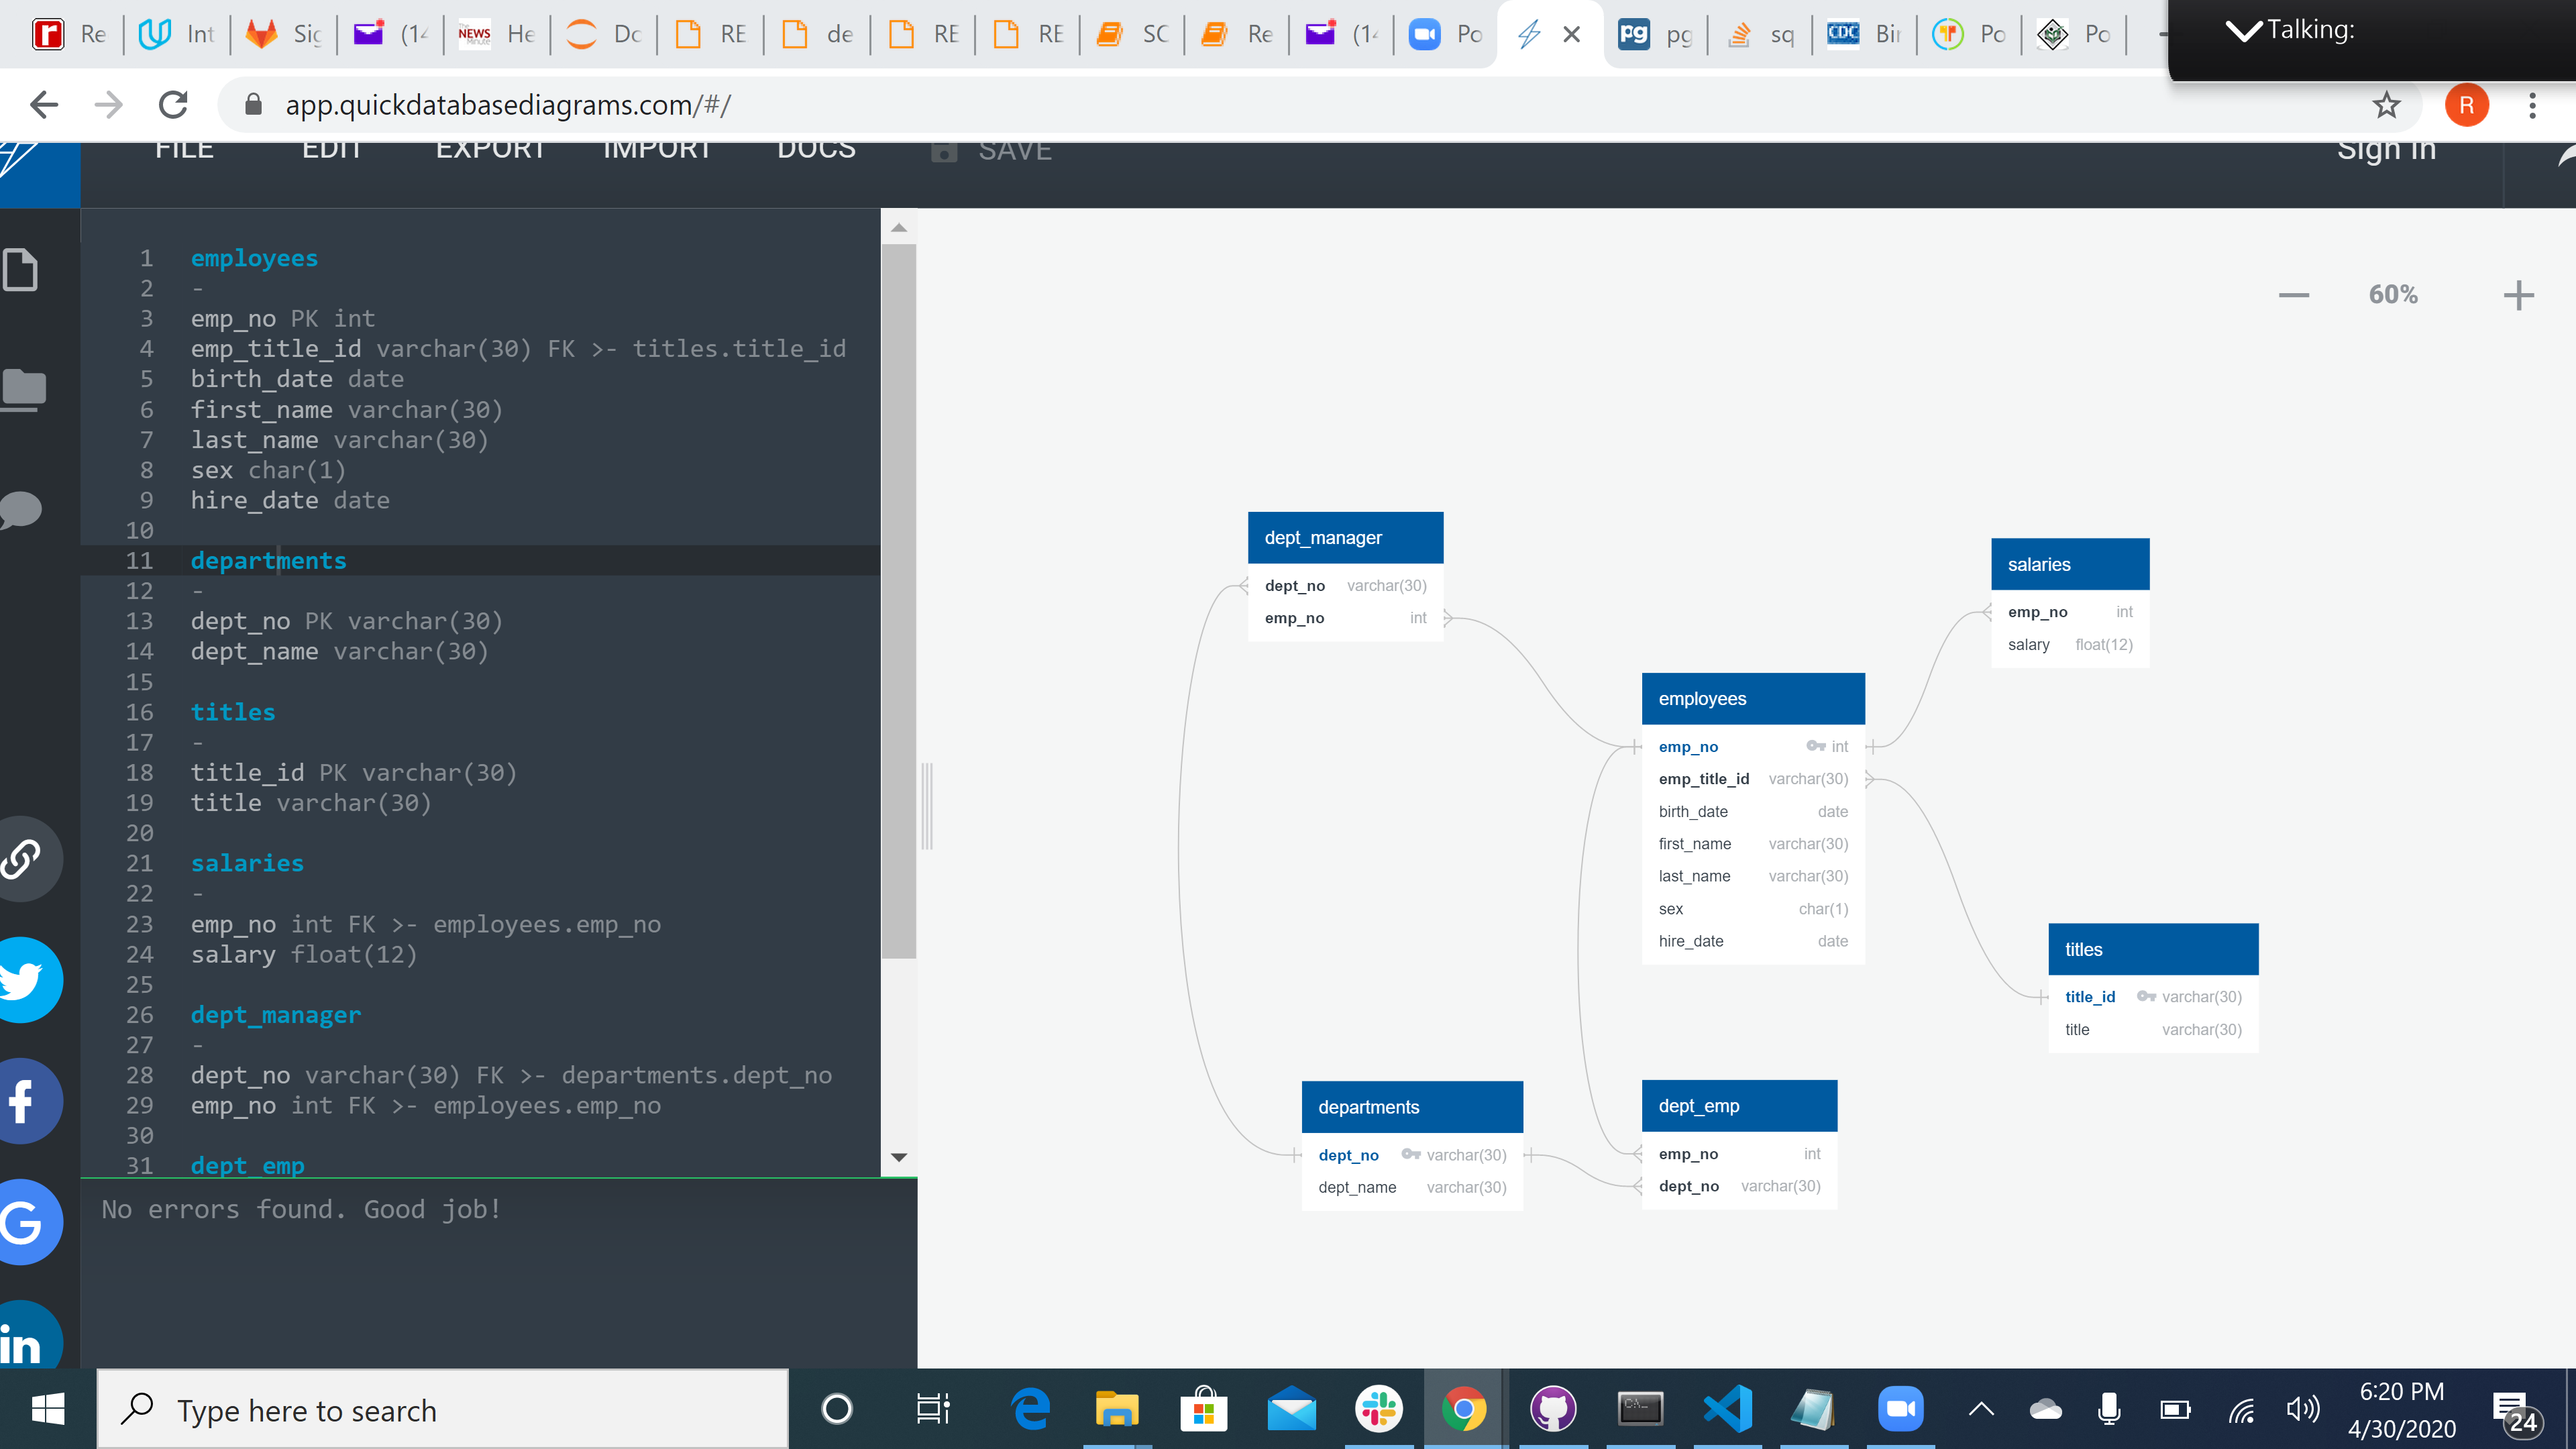 Re
Int
Sig
(14
NEWS
Minute
He
Do
RE
de
RE
RE
SC
Re
(14
Po
pg
pg
sq
CDC
Bir
Po
Po
Talking:
app.quickdatabasediagrams.com/#/
R
FILE
EDIT
EXPORT
IMPORT
DOCS
SAVE
Sign in
1 employees
2 -
3 emp_no PK int
4 emp_title_id varchar(30) FK >- titles.title_id
5 birth_date date
6 first_name varchar(30)
7 last_name varchar(30)
8 sex char(1)
9 hire_date date
10
11 departments
12 -
13 dept_no PK varchar(30)
14 dept_name varchar(30)
15
16 titles
17 -
18 title_id PK varchar(30)
19 title varchar(30)
20
21 salaries
22 -
23 emp_no int FK >- employees.emp_no
24 salary float(12)
25
26 dept_manager
27 -
28 dept_no varchar(30) FK >- departments.dept_no
29 emp_no int FK >- employees.emp_no
30
31 dept_emp
No errors found. Good job!
60%
dept_manager
dept_no varchar(30)
emp_no int
salaries
emp_no int
salary float(12)
employees
emp_no int
emp_title_id varchar(30)
birth_date date
first_name varchar(30)
last_name varchar(30)
sex char(1)
hire_date date
titles
title_id varchar(30)
title varchar(30)
departments
dept_no varchar(30)
dept_name varchar(30)
dept_emp
emp_no int
dept_no varchar(30)
Type here to search
6:20 PM
4/30/2020
24